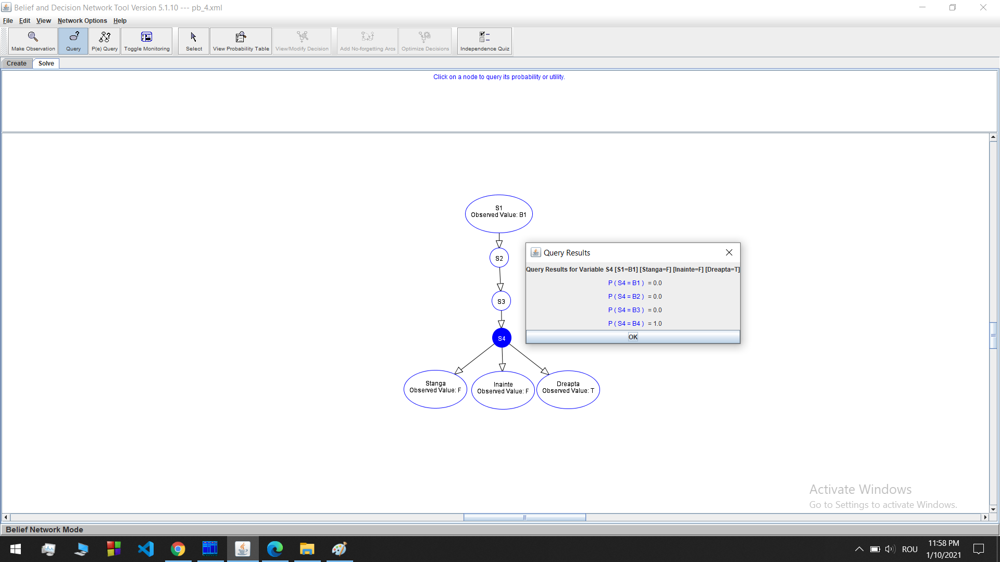 Belief and Decision Network Tool Version 5.1.10 --- pb_4.xml
File Edit View Network Options Help
Make Observation Query P(e) Query Toggle Monitoring Select View Probability Table View/Modify Decision Add No-forgetting Arcs Optimize Decisions Independence Quiz
Create Solve
Click on a node to query its probability or utility.
S1
Observed Value: B1
S2
S3
S4
Stanga
Observed Value: F
Inainte
Observed Value: F
Dreapta
Observed Value: T
Query Results
Query Results for Variable S4 [S1=B1] [Stanga=F] [Inainte=F] [Dreapta=T]
P ( S4 = B1 ) = 0.0
P ( S4 = B2 ) = 0.0
P ( S4 = B3 ) = 0.0
P ( S4 = B4 ) = 1.0
OK
Activate Windows
Go to Settings to activate Windows.
Belief Network Mode
ROU
11:58 PM
1/10/2021